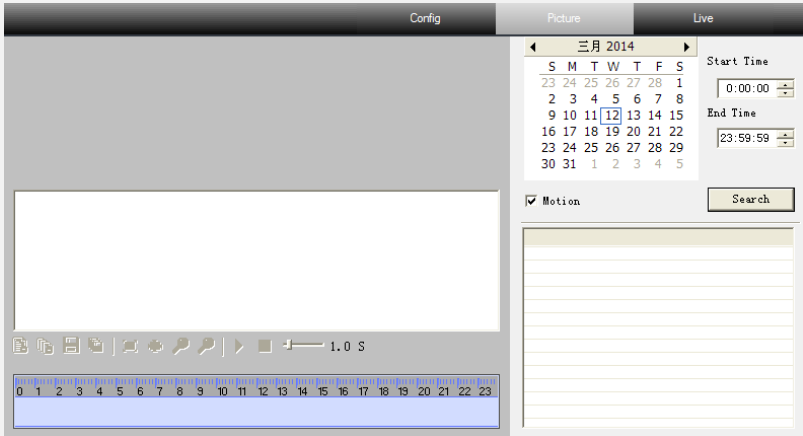 Config Picture Live
三月 2014
S M T W T F S
23 24 25 26 27 28 1
2 3 4 5 6 7 8
9 10 11 12 13 14 15
16 17 18 19 20 21 22
23 24 25 26 27 28 29
30 31 1 2 3 4 5
Start Time
0:00:00
End Time
23:59:59
Motion
Search
1.0 S
0 1 2 3 4 5 6 7 8 9 10 11 12 13 14 15 16 17 18 19 20 21 22 23